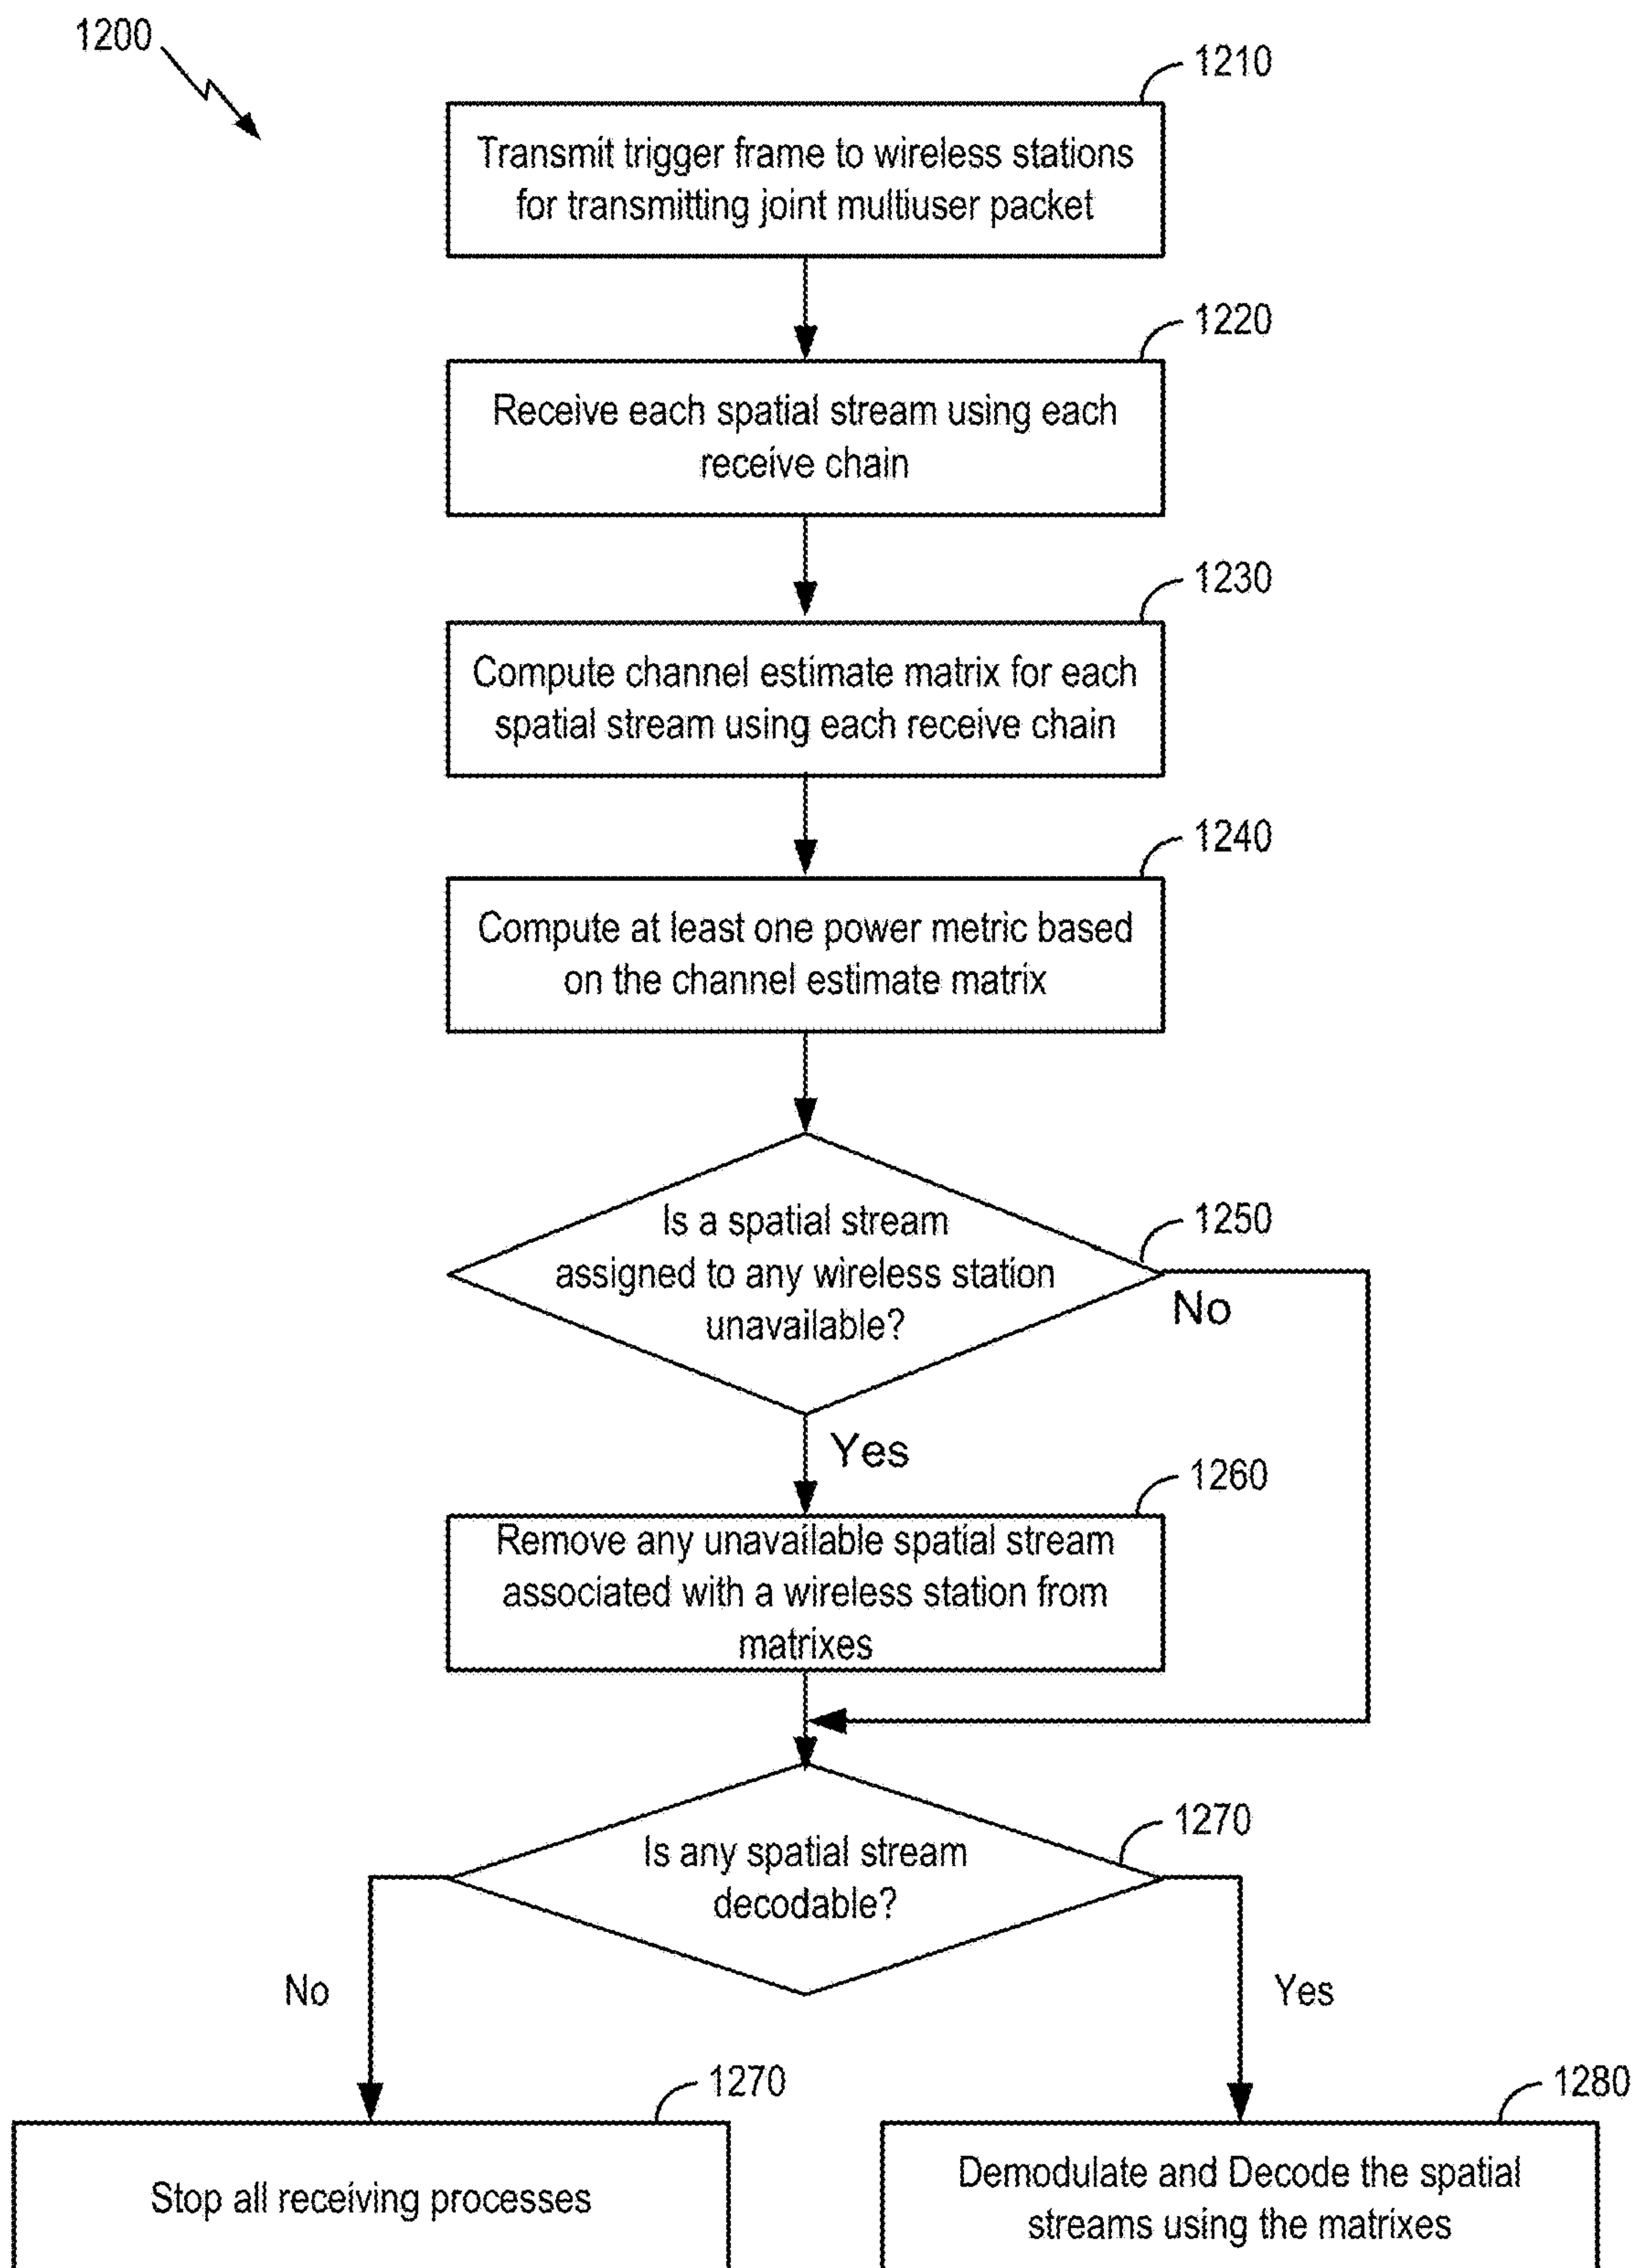 1200
1210
Transmit trigger frame to wireless stations
for transmitting joint multiuser packet
1220
Receive each spatial stream using each
receive chain
1230
Compute channel estimate matrix for each
spatial stream using each receive chain
1240
Compute at least one power metric based
on the channel estimate matrix
1250
Is a spatial stream
assigned to any wireless station
unavailable?
No
Yes
1260
Remove any unavailable spatial stream
associated with a wireless station from
matrixes
1270
Is any spatial stream
decodable?
No
Yes
1270
Stop all receiving processes
1280
Demodulate and Decode the spatial
streams using the matrixes